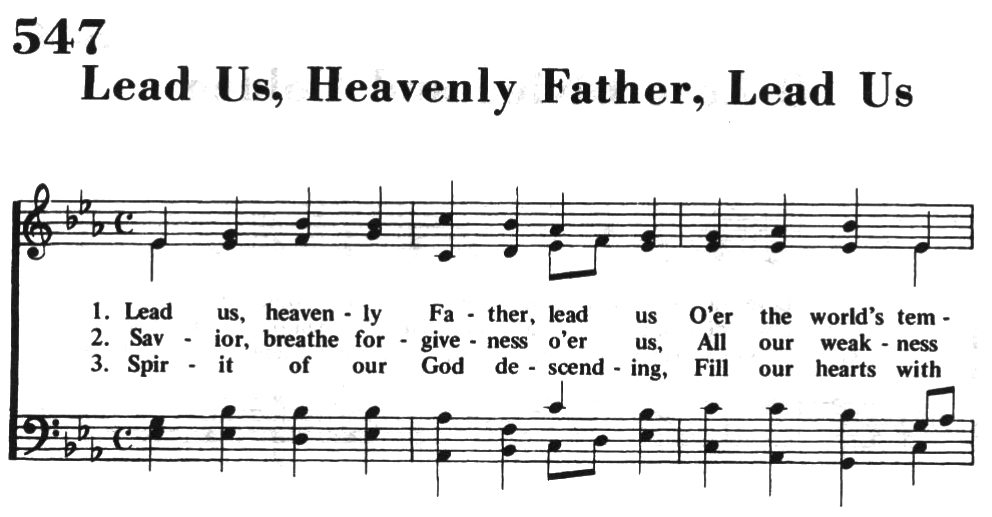 547
Lead Us, Heavenly Father, Lead Us
1. Lead us, heaven - ly Fa - ther, lead us O'er the world's tem -
2. Sav - ior, breathe for - give - ness o'er us, All our weak - ness
3. Spir - it of our God de - scend - ing, Fill our hearts with